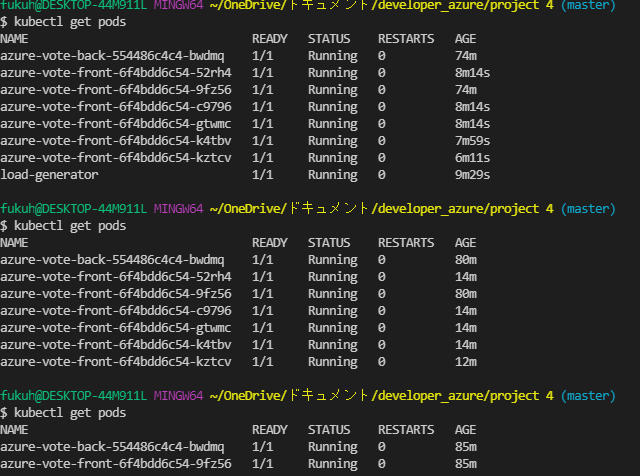 fukuh@DESKTOP-44M911L MINGW64 ~/OneDrive/ドキュメント/developer_azure/project 4 (master)
$ kubectl get pods
NAME READY STATUS RESTARTS AGE
azure-vote-back-554486c4c4-bwdmq 1/1 Running 0 74m
azure-vote-front-6f4bdd6c54-52rh4 1/1 Running 0 8m14s
azure-vote-front-6f4bdd6c54-9fz56 1/1 Running 0 74m
azure-vote-front-6f4bdd6c54-c9796 1/1 Running 0 8m14s
azure-vote-front-6f4bdd6c54-gtwmc 1/1 Running 0 8m14s
azure-vote-front-6f4bdd6c54-k4tbv 1/1 Running 0 7m59s
azure-vote-front-6f4bdd6c54-kztcv 1/1 Running 0 6m11s
load-generator 1/1 Running 0 9m29s
fukuh@DESKTOP-44M911L MINGW64 ~/OneDrive/ドキュメント/developer_azure/project 4 (master)
$ kubectl get pods
NAME READY STATUS RESTARTS AGE
azure-vote-back-554486c4c4-bwdmq 1/1 Running 0 80m
azure-vote-front-6f4bdd6c54-52rh4 1/1 Running 0 14m
azure-vote-front-6f4bdd6c54-9fz56 1/1 Running 0 80m
azure-vote-front-6f4bdd6c54-c9796 1/1 Running 0 14m
azure-vote-front-6f4bdd6c54-gtwmc 1/1 Running 0 14m
azure-vote-front-6f4bdd6c54-k4tbv 1/1 Running 0 14m
azure-vote-front-6f4bdd6c54-kztcv 1/1 Running 0 12m
fukuh@DESKTOP-44M911L MINGW64 ~/OneDrive/ドキュメント/developer_azure/project 4 (master)
$ kubectl get pods
NAME READY STATUS RESTARTS AGE
azure-vote-back-554486c4c4-bwdmq 1/1 Running 0 85m
azure-vote-front-6f4bdd6c54-9fz56 1/1 Running 0 85m